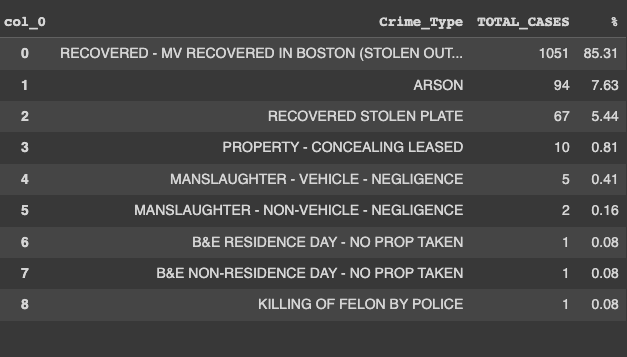 col_0 Crime_Type TOTAL_CASES %
0 RECOVERED - MV RECOVERED IN BOSTON (STOLEN OUT... 1051 85.31
1 ARSON 94 7.63
2 RECOVERED STOLEN PLATE 67 5.44
3 PROPERTY - CONCEALING LEASED 10 0.81
4 MANSLAUGHTER - VEHICLE - NEGLIGENCE 5 0.41
5 MANSLAUGHTER - NON-VEHICLE - NEGLIGENCE 2 0.16
6 B&E RESIDENCE DAY - NO PROP TAKEN 1 0.08
7 B&E NON-RESIDENCE DAY - NO PROP TAKEN 1 0.08
8 KILLING OF FELON BY POLICE 1 0.08